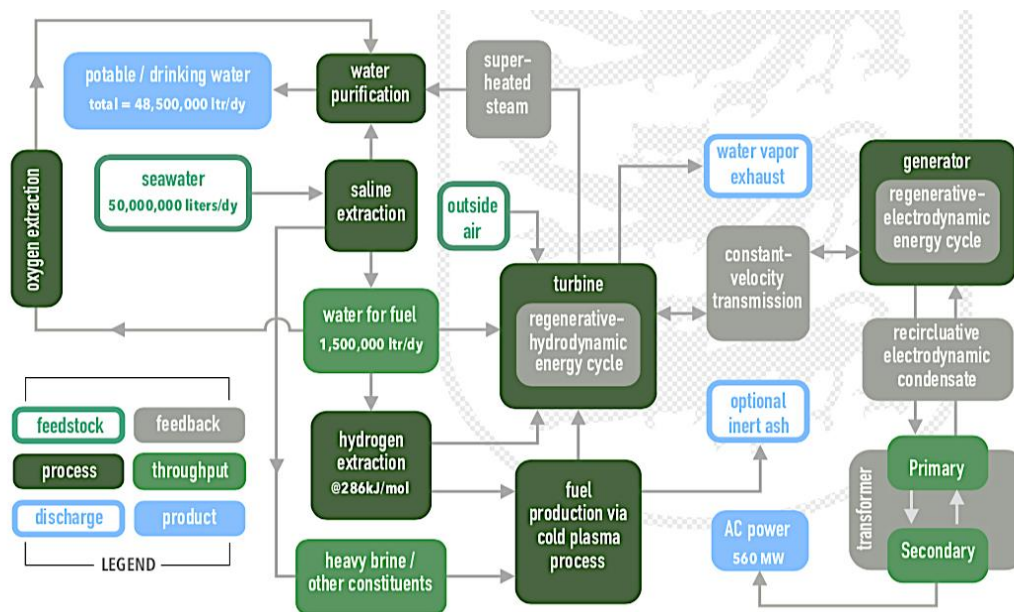 potable / drinking water
total = 48,500,000 ltr/dy
water
purification
super-
heated
steam
seawater
50,000,000 liters/dy
saline
extraction
outside
air
water vapor
exhaust
generator
regenerative-
electrodynamic
energy cycle
oxygen extraction
constant-
velocity
transmission
turbine
regenerative-
hydrodynamic
energy cycle
water for fuel
1,500,000 ltr/dy
recircluative
electrodynamic
condensate
feedstock
feedback
process
throughput
discharge
product
LEGEND
hydrogen
extraction
@286kJ/mol
optional
inert ash
fuel
production via
cold plasma
process
heavy brine /
other constituents
AC power
560 MW
transformer
Primary
Secondary